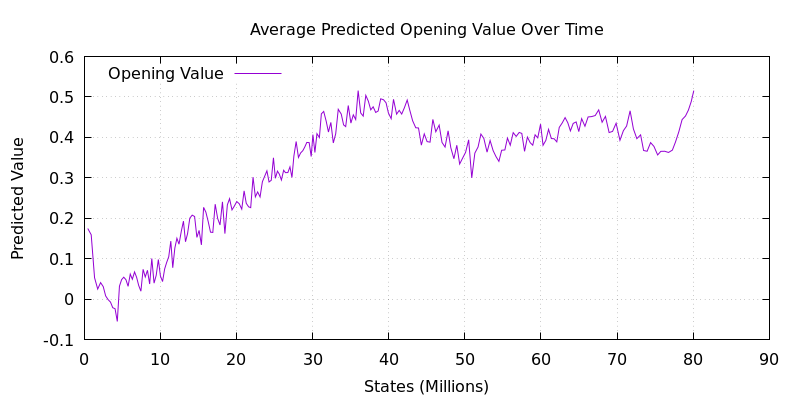 Average Predicted Opening Value Over Time
0.6
Opening Value
0.5
0.4
0.3
0.2
0.1
0
-0.1
Predicted Value
0 10 20 30 40 50 60 70 80 90
States (Millions)